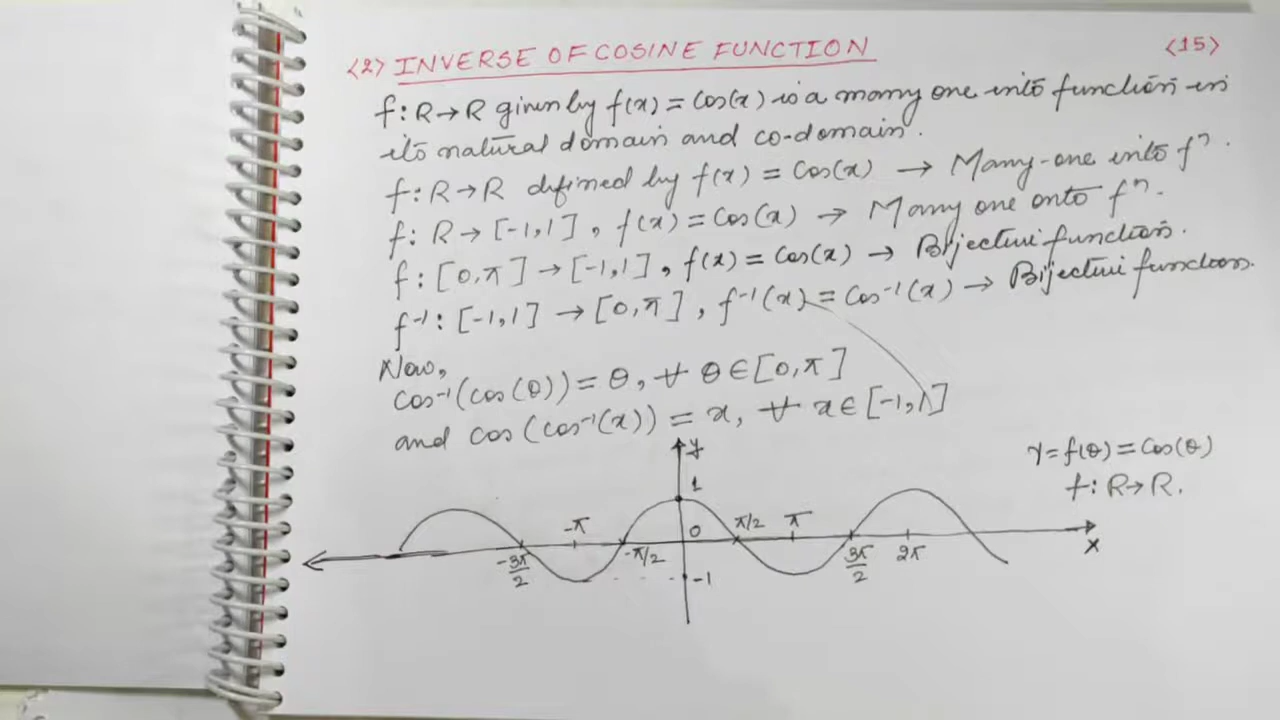 <2> INVERSE OF COSINE FUNCTION <15>
f: R→R given by f(x) = Cos(x) is a many one into function in
its natural domain and co-domain.
f: R→R defined by f(x) = Cos(x) → Many-one into fⁿ.
f: R→[-1,1], f(x) = Cos(x) → Many one onto fⁿ.
f: [0,π] → [-1,1], f(x) = Cos(x) → Bijective function.
f⁻¹: [-1,1] → [0,π], f⁻¹(x) = Cos⁻¹(x) → Bijective function.
Now,
Cos⁻¹(cos(θ)) = θ, ∀ θ ∈ [0,π]
and cos(cos⁻¹(x)) = x, ∀ x ∈ [-1,1]
y
Y = f(θ) = Cos(θ)
f: R→R.
1
-π 0 π/2 π
-3π/2 -π/2 3π/2 2π X
-1